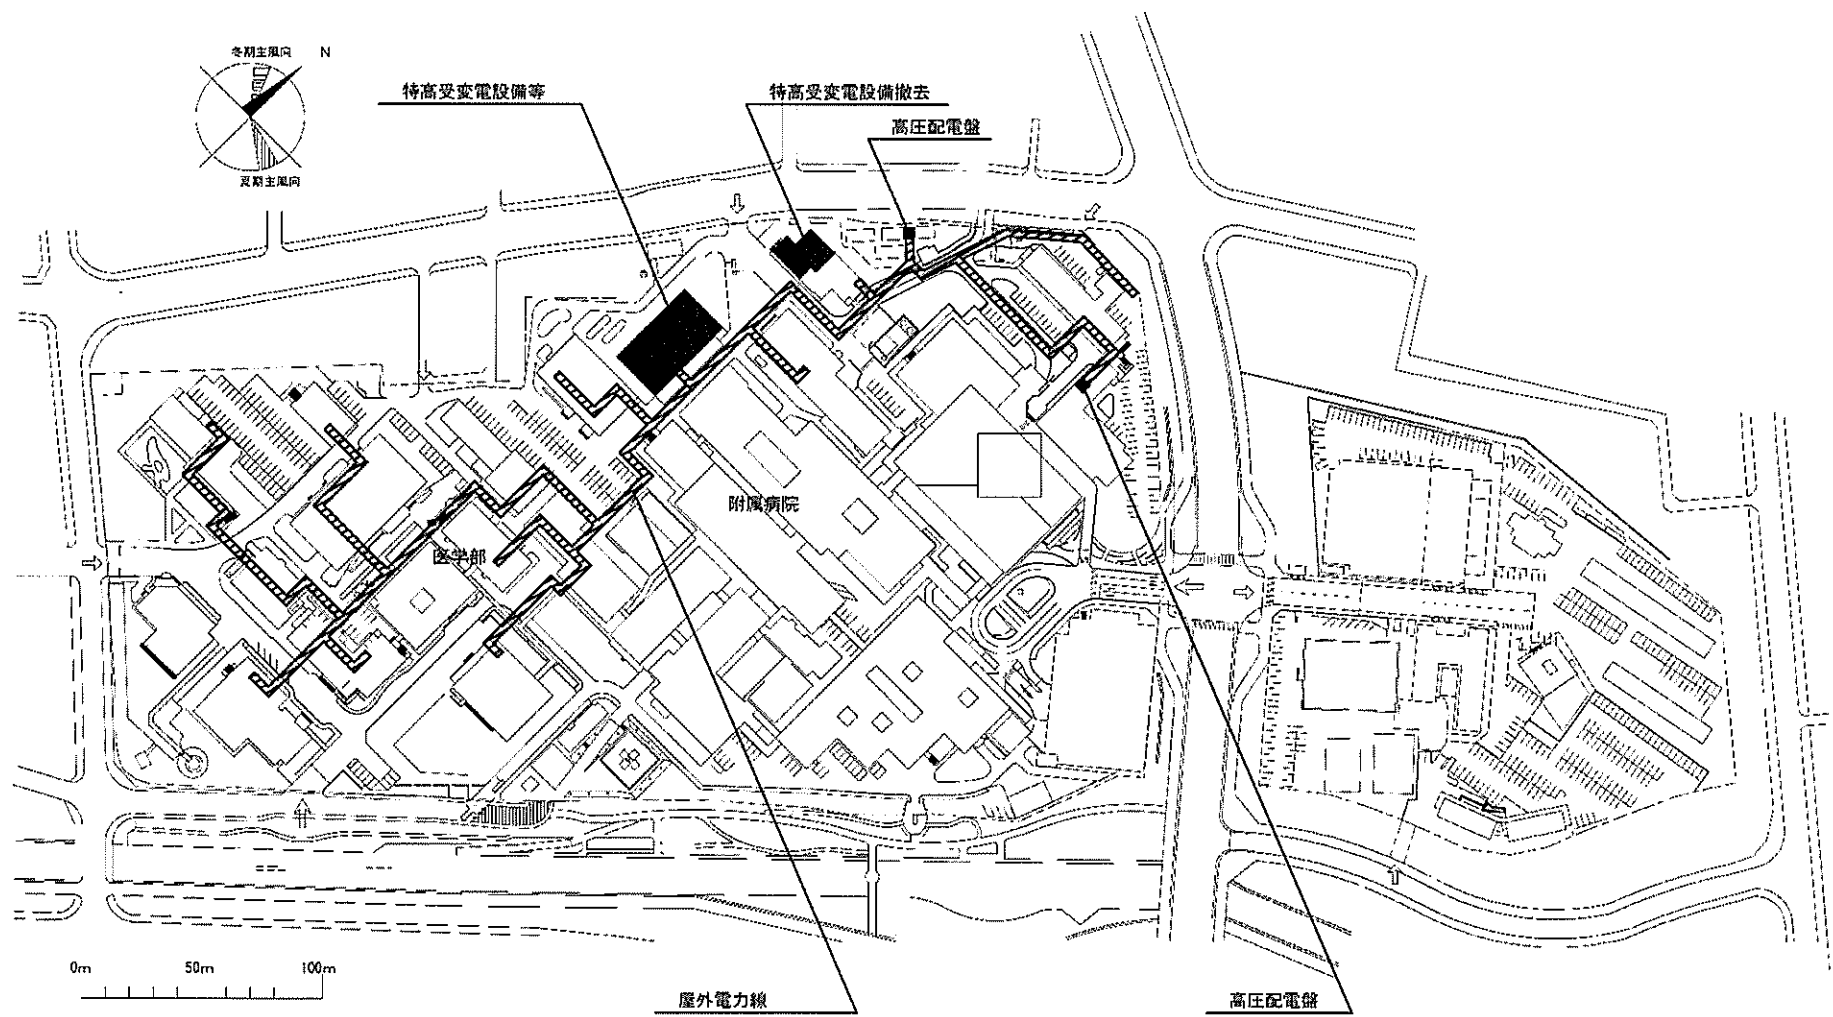 冬期主風向
N
夏期主風向
特高受変電設備等
特高受変電設備撤去
高圧配電盤
附属病院
医学部
0m
50m
100m
屋外電力線
高圧配電盤